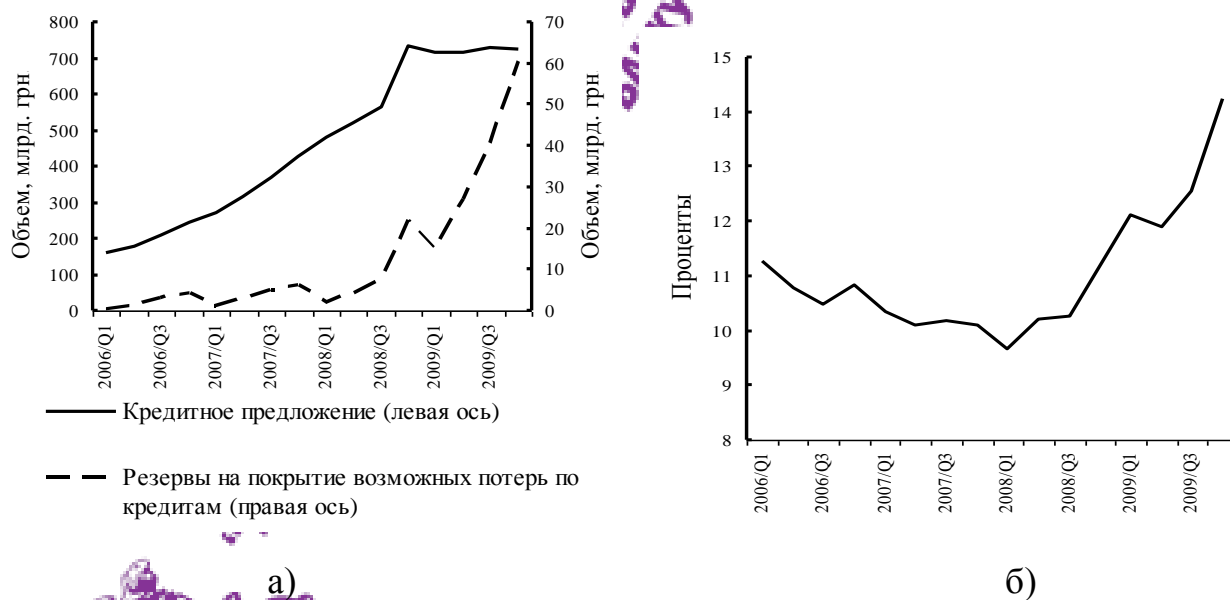 800
700
600
500
400
300
200
100
0
Объем, млрд. грн
70
60
50
40
30
20
10
0
Объем, млрд. грн
2006/Q1
2006/Q3
2007/Q1
2007/Q3
2008/Q1
2008/Q3
2009/Q1
2009/Q3
Кредитное предложение (левая ось)
Резервы на покрытие возможных потерь по
кредитам (правая ось)
а)
15
14
13
12
11
10
9
8
Проценты
2006/Q1
2006/Q3
2007/Q1
2007/Q3
2008/Q1
2008/Q3
2009/Q1
2009/Q3
б)